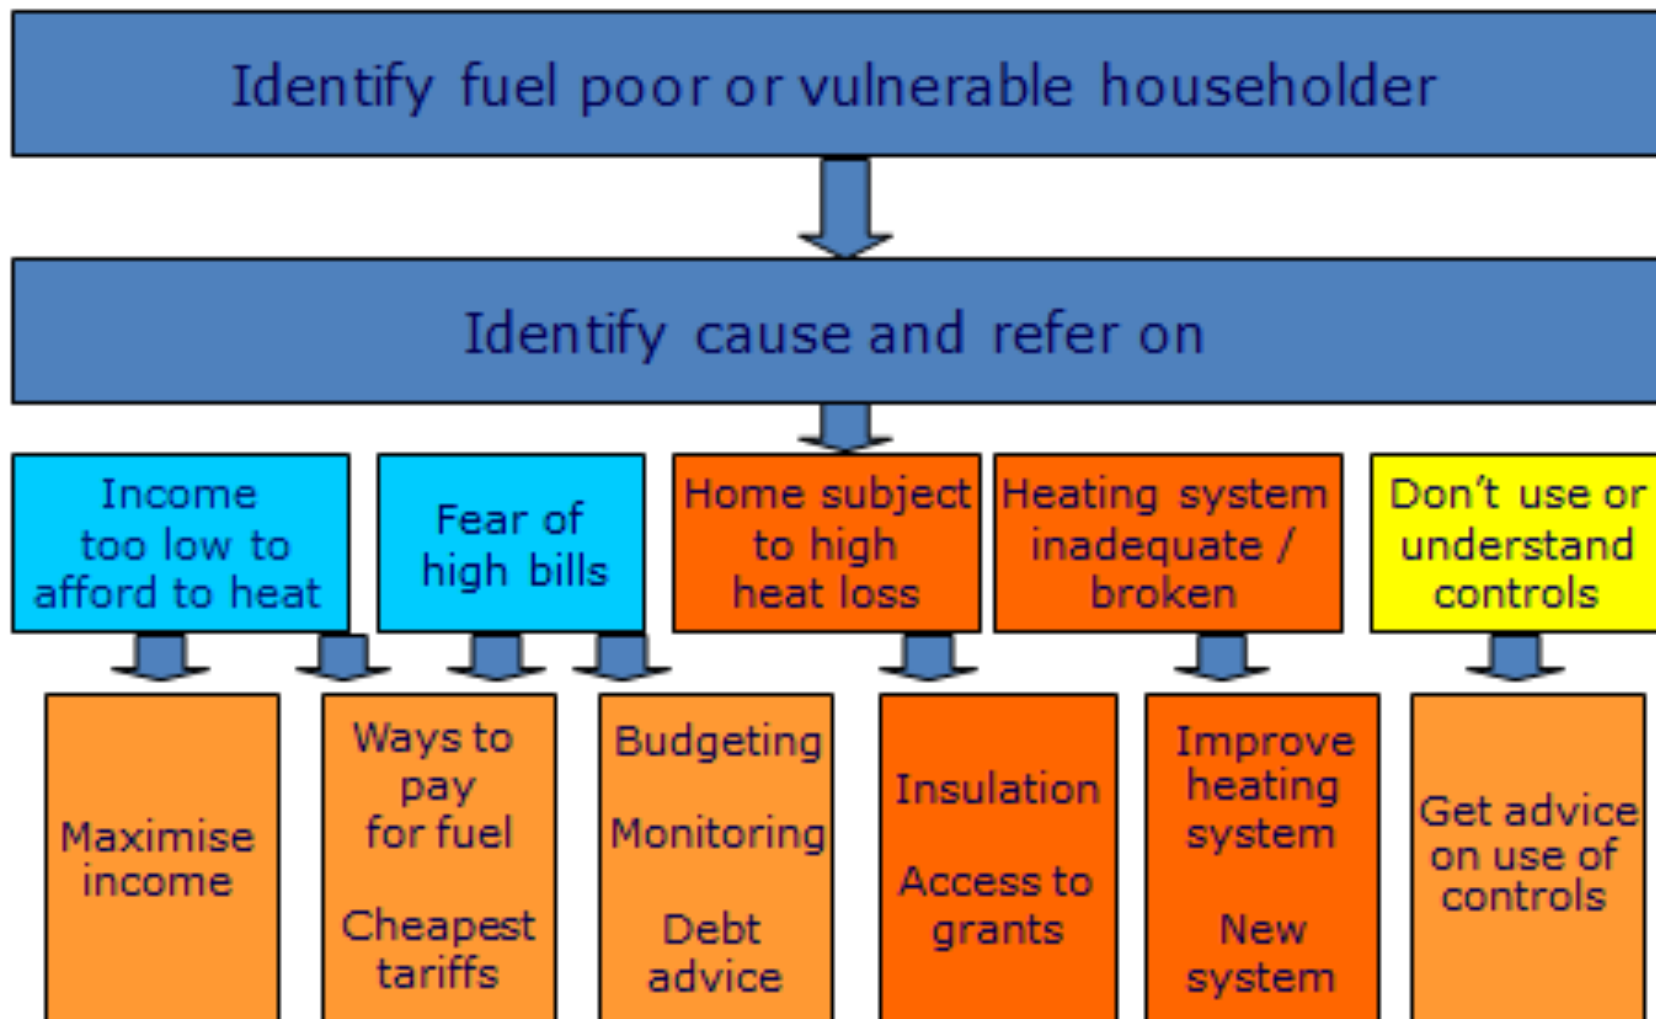 Identify fuel poor or vulnerable householder
Identify cause and refer on
Income
too low to
afford to heat
Fear of
high bills
Home subject
to high
heat loss
Heating system
inadequate /
broken
Don't use or
understand
controls
Maximise
income
Ways to
pay
for fuel
Cheapest
tariffs
Budgeting
Monitoring
Debt
advice
Insulation
Access to
grants
Improve
heating
system
New
system
Get advice
on use of
controls